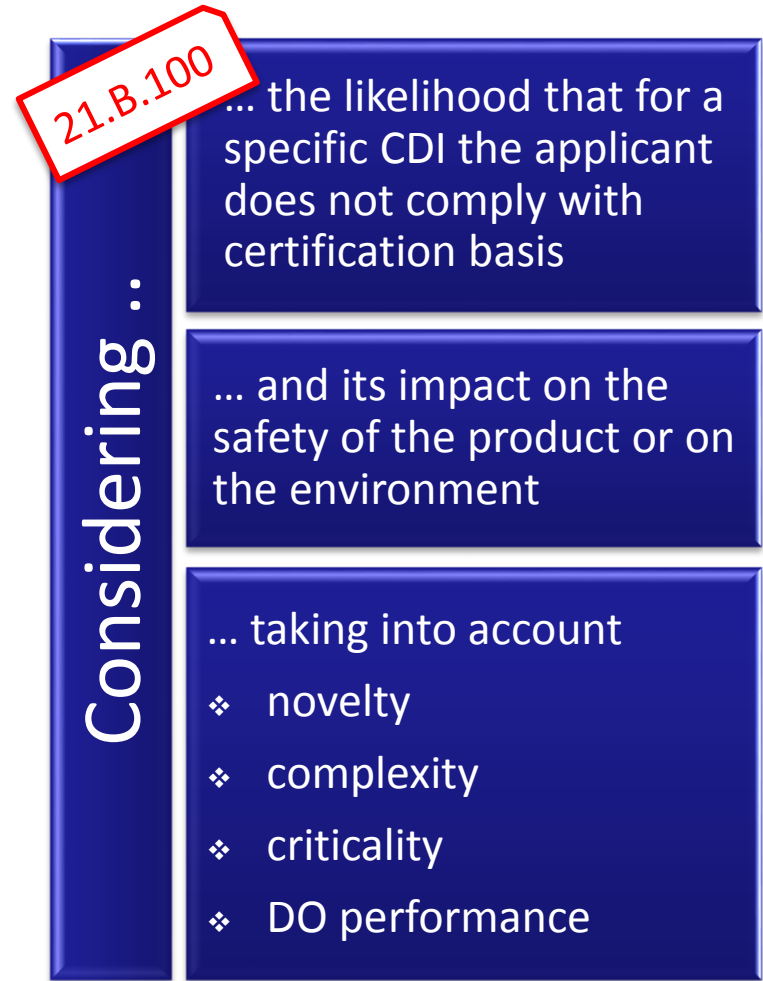 21.B.100
Considering ..
... the likelihood that for a
specific CDI the applicant
does not comply with
certification basis
... and its impact on the
safety of the product or on
the environment
... taking into account
❖ novelty
❖ complexity
❖ criticality
❖ DO performance